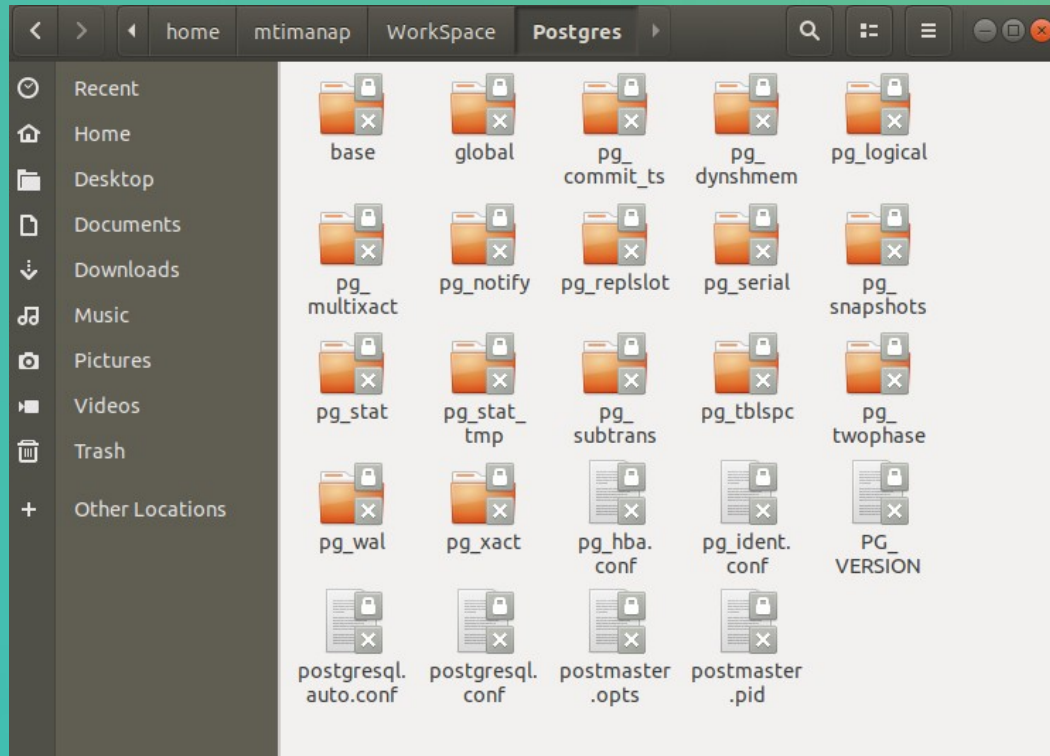 home mtimanap WorkSpace Postgres
Recent
Home
Desktop
Documents
Downloads
Music
Pictures
Videos
Trash
Other Locations
base global pg_ pg_ pg_logical
commit_ts dynshmem
pg_ pg_notify pg_replslot pg_serial pg_
multixact snapshots
pg_stat pg_stat_ pg_ pg_tblspc pg_
tmp subtrans twophase
pg_wal pg_xact pg_hba. pg_ident. PG_
conf conf VERSION
postgresql. postgresql. postmaster postmaster
auto.conf conf .opts .pid